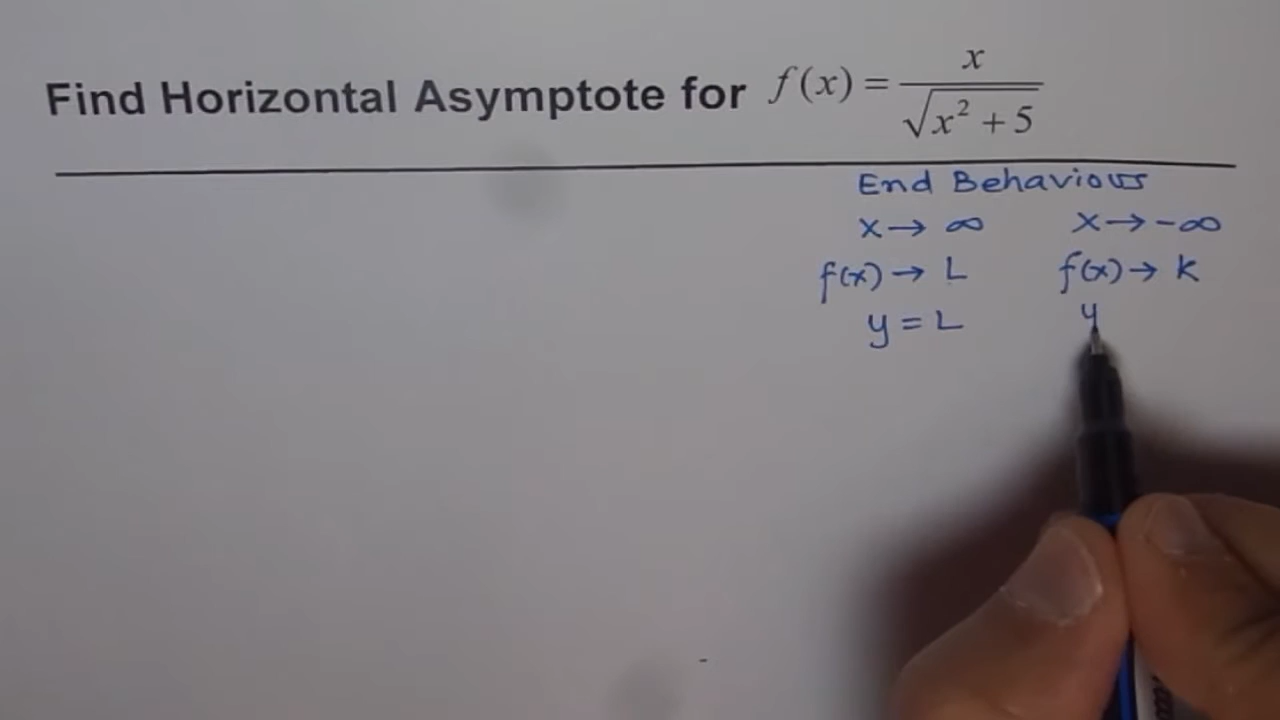 Find Horizontal Asymptote for f(x) = x / √(x² + 5)
End Behaviour
x → ∞ x → -∞
f(x) → L f(x) → K
y = L y